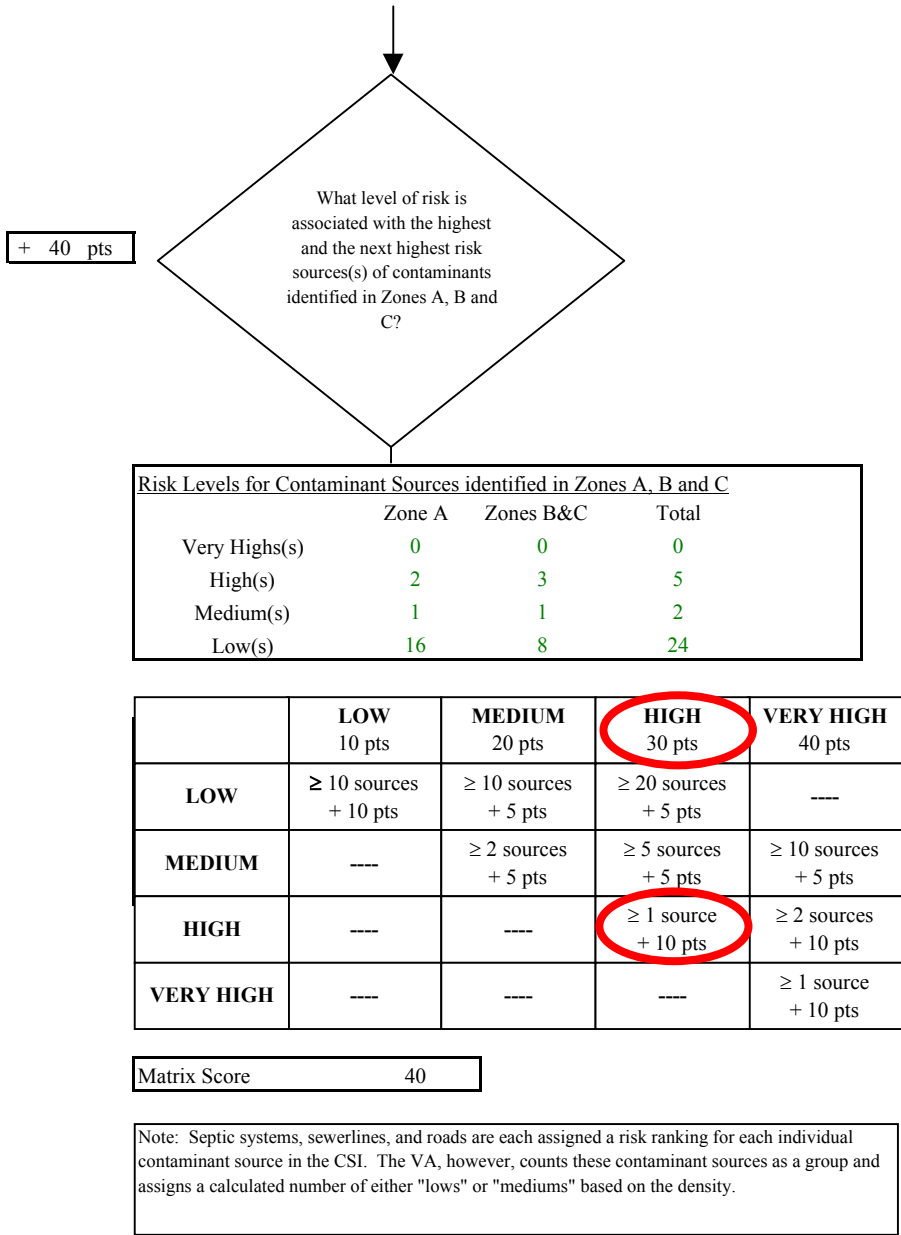 What level of risk is
associated with the highest
and the next highest risk
sources(s) of contaminants
identified in Zones A, B and
C?
+ 40 pts
Risk Levels for Contaminant Sources identified in Zones A, B and C
Zone A Zones B&C Total
Very Highs(s) 0 0 0
High(s) 2 3 5
Medium(s) 1 1 2
Low(s) 16 8 24
LOW MEDIUM HIGH VERY HIGH
10 pts 20 pts 30 pts 40 pts
LOW ≥ 10 sources ≥ 10 sources ≥ 20 sources ----
+ 10 pts + 5 pts + 5 pts
MEDIUM ---- ≥ 2 sources ≥ 5 sources ≥ 10 sources
+ 5 pts + 5 pts + 5 pts
HIGH ---- ---- ≥ 1 source ≥ 2 sources
+ 10 pts + 10 pts
VERY HIGH ---- ---- ---- ≥ 1 source
+ 10 pts
Matrix Score 40
Note: Septic systems, sewerlines, and roads are each assigned a risk ranking for each individual
contaminant source in the CSI. The VA, however, counts these contaminant sources as a group and
assigns a calculated number of either "lows" or "mediums" based on the density.